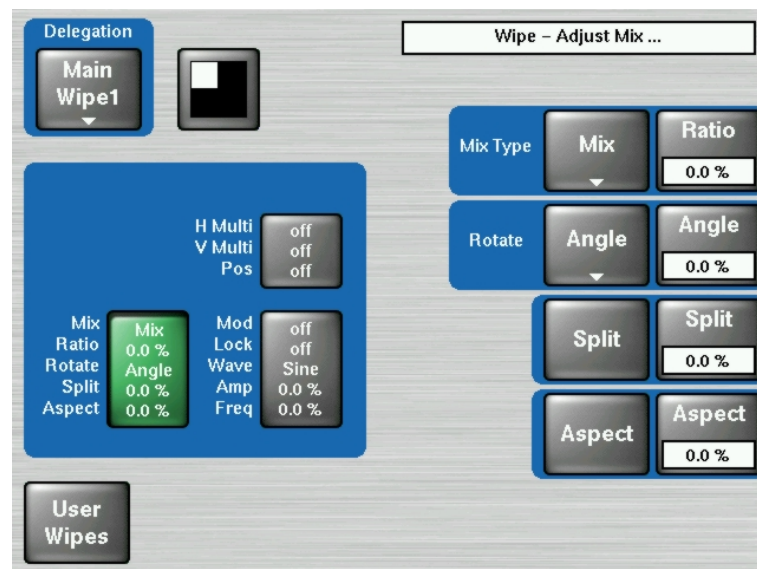 Delegation
Main
Wipe1
Wipe – Adjust Mix ...
Mix Type
Mix
Ratio
0.0 %
Rotate
Angle
Angle
0.0 %
Split
Split
0.0 %
Aspect
Aspect
0.0 %
H Multi off
V Multi off
Pos off
Mix Mix
Ratio 0.0 %
Rotate Angle
Split 0.0 %
Aspect 0.0 %
Mod off
Lock off
Wave Sine
Amp 0.0 %
Freq 0.0 %
User
Wipes